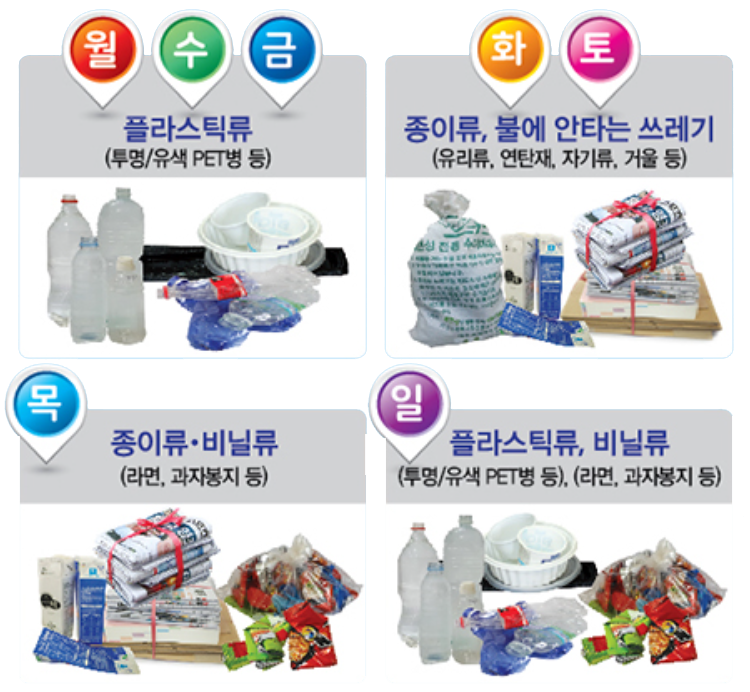 월 수 금
플라스틱류
(투명/유색 PET병 등)
화 토
종이류, 불에 안타는 쓰레기
(유리류, 연탄재, 자기류, 거울 등)
목
종이류·비닐류
(라면, 과자봉지 등)
일
플라스틱류, 비닐류
(투명/유색 PET병 등), (라면, 과자봉지 등)